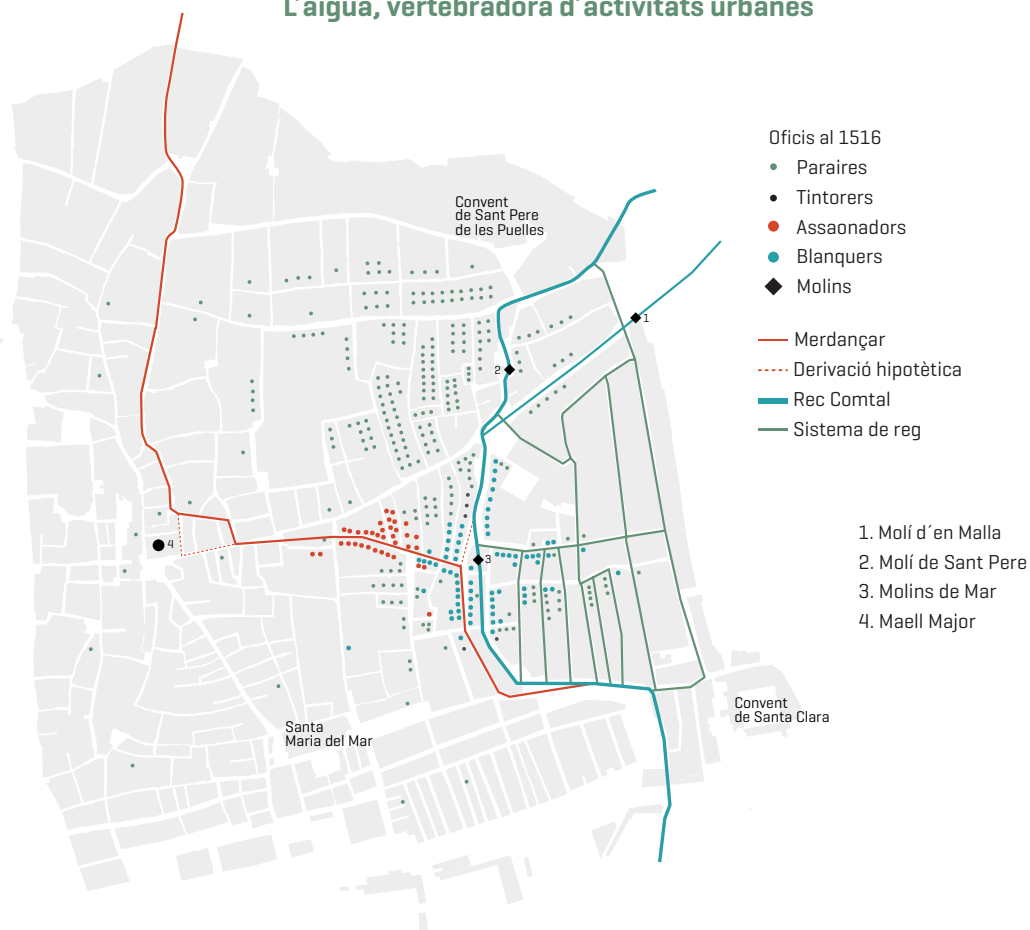 L'aigua, vertebradora d'activitats urbanes
Oficis al 1516
Paraires
Tintorers
Assaonadors
Blanquers
Molins
Merdançar
Derivació hipotètica
Rec Comtal
Sistema de reg
1. Molí d´en Malla
2. Molí de Sant Pere
3. Molins de Mar
4. Maell Major
Convent
de Sant Pere
de les Puelles
1
2
4
3
Convent
de Santa Clara
Santa
Maria del Mar